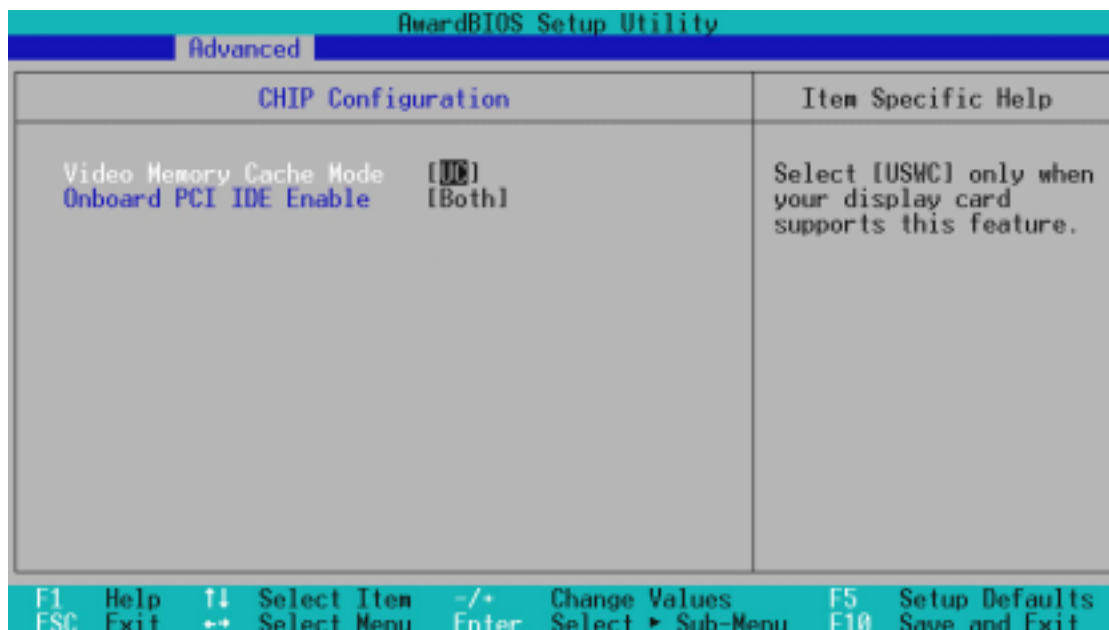 AwardBIOS Setup Utility
Advanced
CHIP Configuration
Item Specific Help
Video Memory Cache Mode [UC]
Onboard PCI IDE Enable [Both]
Select [USWC] only when
your display card
supports this feature.
F1 Help ↑↓ Select Item -/+ Change Values F5 Setup Defaults
ESC Exit ←→ Select Menu Enter Select ► Sub-Menu F10 Save and Exit